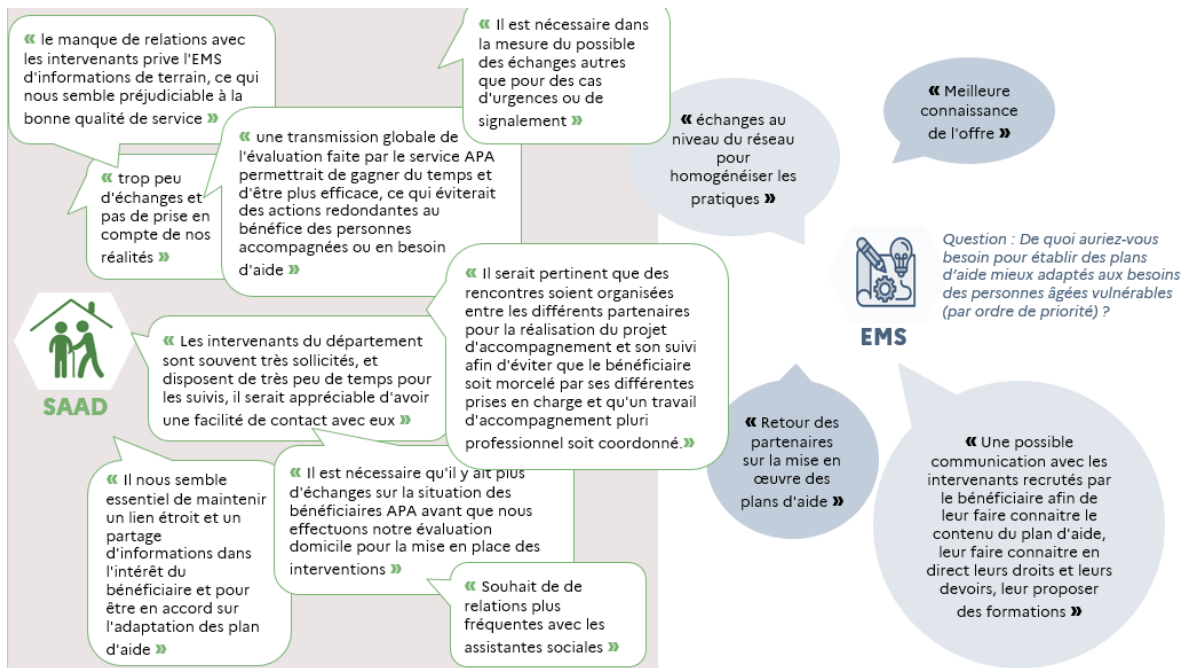 « le manque de relations avec
les intervenants prive l'EMS
d'informations de terrain, ce qui
nous semble préjudiciable à la
bonne qualité de service »
« Il est nécessaire dans
la mesure du possible
des échanges autres
que pour des cas
d'urgences ou de
signalement »
« trop peu
d'échanges et
pas de prise en
compte de nos
réalités »
« une transmission globale de
l'évaluation faite par le service APA
permettrait de gagner du temps et
d'être plus efficace, ce qui éviterait
des actions redondantes au
bénéfice des personnes
accompagnées ou en besoin
d'aide »
« Il serait pertinent que des
rencontres soient organisées
entre les différents partenaires
pour la réalisation du projet
d'accompagnement et son suivi
afin d'éviter que le bénéficiaire
soit morcelé par ses différentes
prises en charge et qu'un travail
d'accompagnement pluri
professionnel soit coordonné.»
SAAD
« Les intervenants du département
sont souvent très sollicités, et
disposent de très peu de temps pour
les suivis, il serait appréciable d'avoir
une facilité de contact avec eux »
« Il nous semble
essentiel de maintenir
un lien étroit et un
partage
d'informations dans
l'intérêt du
bénéficiaire et pour
être en accord sur
l'adaptation des plan
d'aide »
« Il est nécessaire qu'il y ait plus
d'échanges sur la situation des
bénéficiaires APA avant que nous
effectuons notre évaluation
domicile pour la mise en place des
interventions »
« Souhait de de
relations plus
fréquentes avec les
assistantes sociales »
« échanges au
niveau du réseau
pour
homogénéiser les
pratiques »
« Meilleure
connaissance
de l'offre »
EMS
Question : De quoi auriez-vous
besoin pour établir des plans
d'aide mieux adaptés aux besoins
des personnes âgées vulnérables
(par ordre de priorité) ?
« Retour des
partenaires
sur la mise en
œuvre des
plans d'aide »
« Une possible
communication avec les
intervenants recrutés par
le bénéficiaire afin de
leur faire connaitre le
contenu du plan d'aide,
leur faire connaitre en
direct leurs droits et leurs
devoirs, leur proposer
des formations »